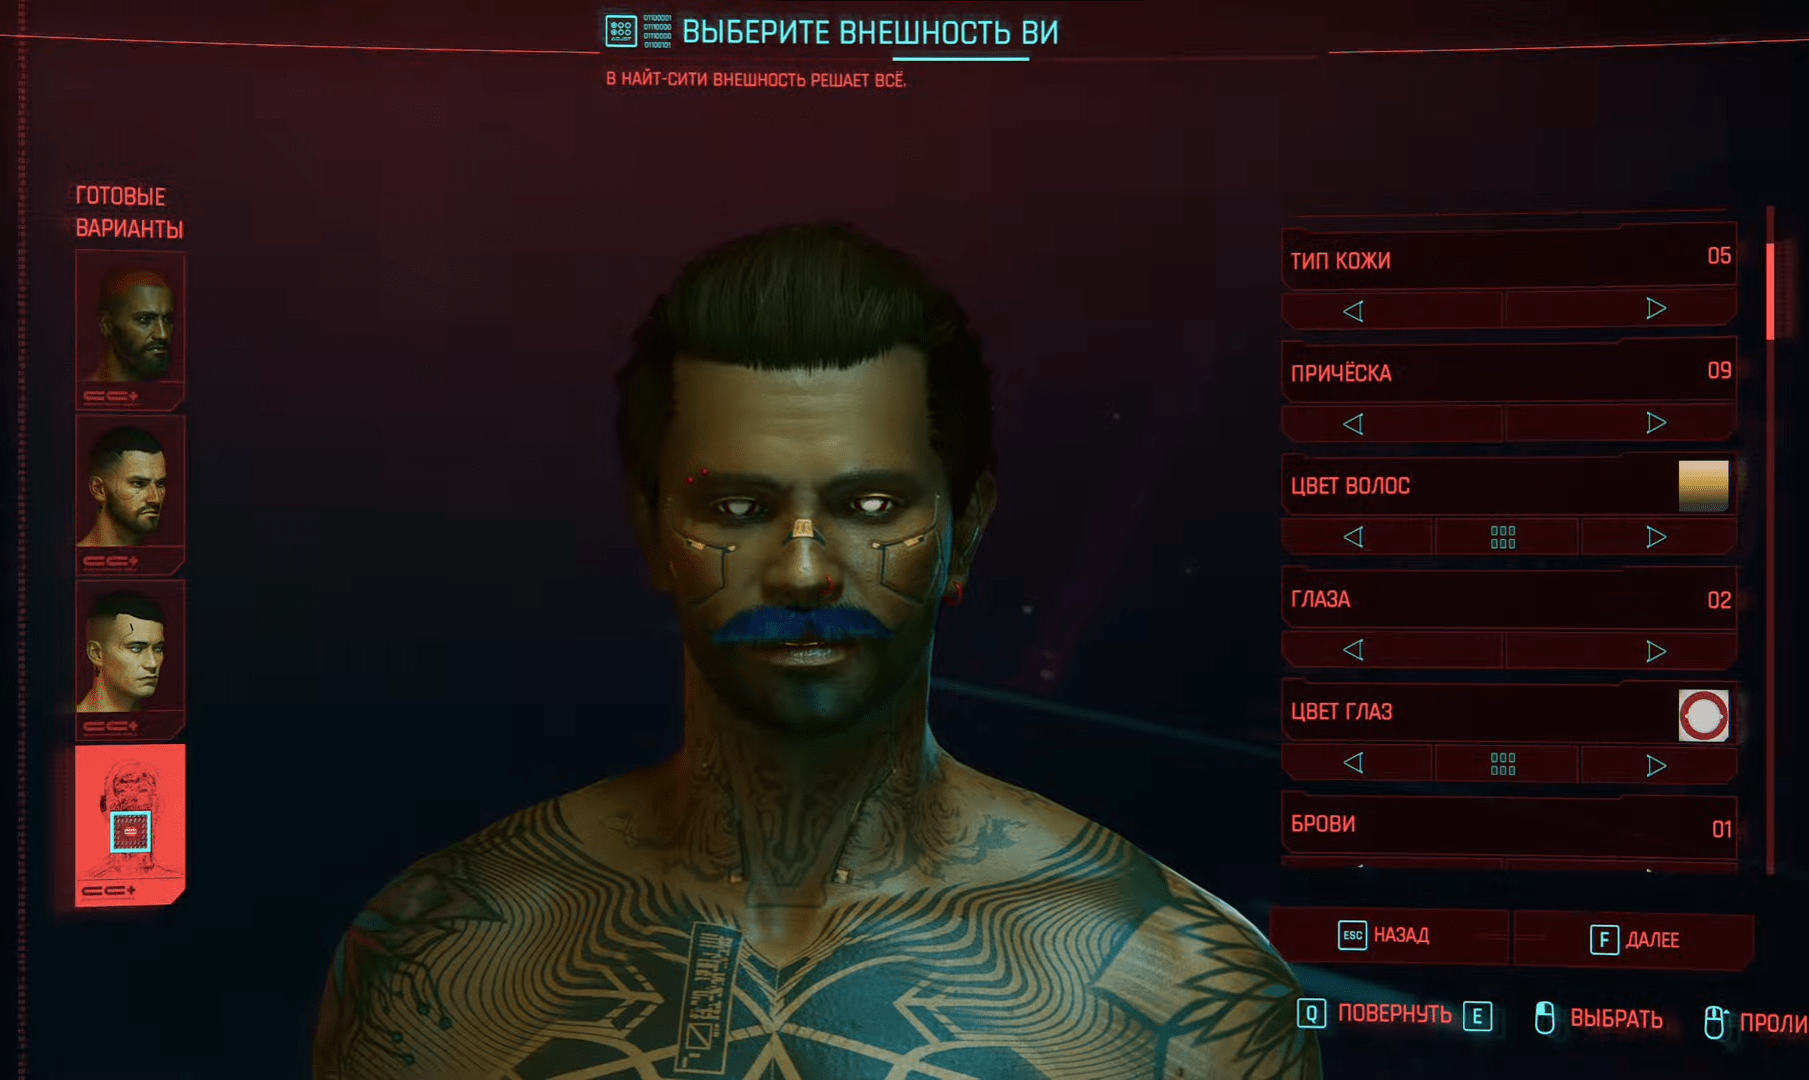 ВЫБЕРИТЕ ВНЕШНОСТЬ ВИ
В НАЙТ-СИТИ ВНЕШНОСТЬ РЕШАЕТ ВСЁ.
ГОТОВЫЕ
ВАРИАНТЫ
ТИП КОЖИ 05
ПРИЧЁСКА 09
ЦВЕТ ВОЛОС
ГЛАЗА 02
ЦВЕТ ГЛАЗ
БРОВИ 01
ESC НАЗАД
F ДАЛЕЕ
Q ПОВЕРНУТЬ E ВЫБРАТЬ ПРОЛИ